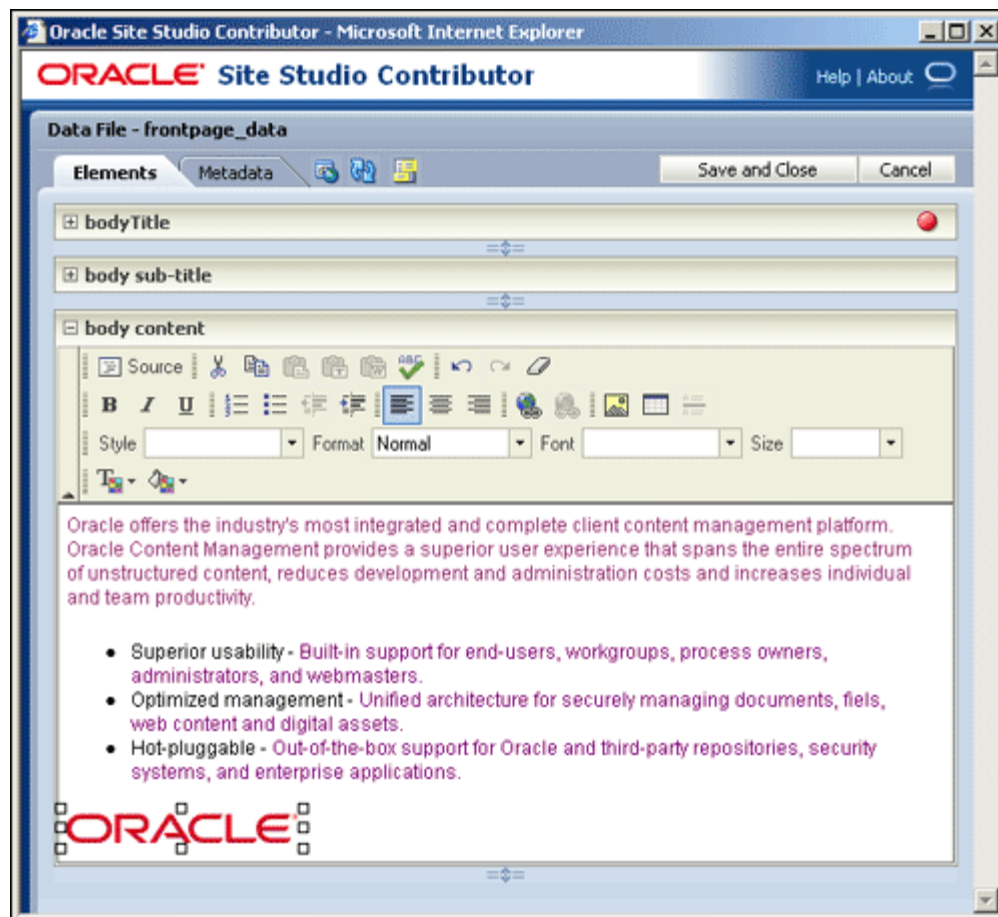 Oracle Site Studio Contributor - Microsoft Internet Explorer
ORACLE Site Studio Contributor
Help | About
Data File - frontpage_data
Elements Metadata Save and Close Cancel
bodyTitle
body sub-title
body content
Source ABC
B I U
Style Format Normal Font Size
T
Oracle offers the industry's most integrated and complete client content management platform.
Oracle Content Management provides a superior user experience that spans the entire spectrum
of unstructured content, reduces development and administration costs and increases individual
and team productivity.
• Superior usability - Built-in support for end-users, workgroups, process owners,
administrators, and webmasters.
• Optimized management - Unified architecture for securely managing documents, fiels,
web content and digital assets.
• Hot-pluggable - Out-of-the-box support for Oracle and third-party repositories, security
systems, and enterprise applications.
ORACLE